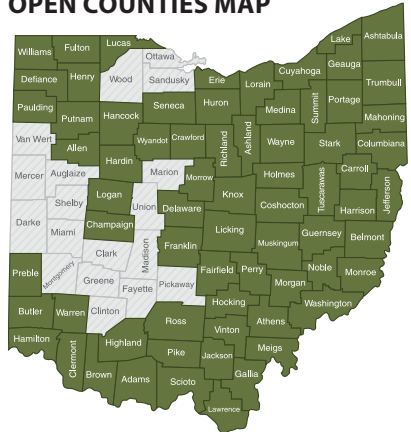 OPEN COUNTIES MAP
Williams
Fulton
Lucas
Ottawa
Lake
Ashtabula
Defiance
Henry
Wood
Sandusky
Erie
Lorain
Cuyahoga
Geauga
Trumbull
Paulding
Putnam
Hancock
Seneca
Huron
Medina
Summit
Portage
Mahoning
Van Wert
Allen
Wyandot
Crawford
Richland
Ashland
Wayne
Stark
Columbiana
Mercer
Auglaize
Hardin
Marion
Morrow
Holmes
Tuscarawas
Carroll
Jefferson
Shelby
Logan
Union
Delaware
Knox
Coshocton
Harrison
Darke
Miami
Champaign
Licking
Muskingum
Guernsey
Belmont
Clark
Madison
Franklin
Preble
Montgomery
Greene
Fayette
Pickaway
Fairfield
Perry
Morgan
Noble
Monroe
Butler
Warren
Clinton
Ross
Hocking
Athens
Washington
Hamilton
Clermont
Highland
Pike
Vinton
Jackson
Meigs
Brown
Adams
Scioto
Gallia
Lawrence